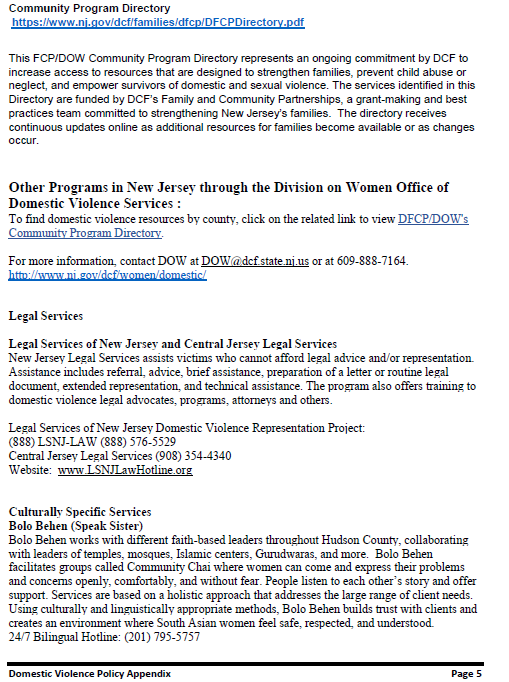 Community Program Directory
https://www.nj.gov/dcf/families/dfcp/DFCPDirectory.pdf
This FCP/DOW Community Program Directory represents an ongoing commitment by DCF to
increase access to resources that are designed to strengthen families, prevent child abuse or
neglect, and empower survivors of domestic and sexual violence. The services identified in this
Directory are funded by DCF's Family and Community Partnerships, a grant-making and best
practices team committed to strengthening New Jersey's families. The directory receives
continuous updates online as additional resources for families become available or as changes
occur.
Other Programs in New Jersey through the Division on Women Office of
Domestic Violence Services :
To find domestic violence resources by county, click on the related link to view DFCP/DOW's
Community Program Directory.
For more information, contact DOW at DOW@dcf.state.nj.us or at 609-888-7164.
http://www.nj.gov/dcf/women/domestic/
Legal Services
Legal Services of New Jersey and Central Jersey Legal Services
New Jersey Legal Services assists victims who cannot afford legal advice and/or representation.
Assistance includes referral, advice, brief assistance, preparation of a letter or routine legal
document, extended representation, and technical assistance. The program also offers training to
domestic violence legal advocates, programs, attorneys and others.
Legal Services of New Jersey Domestic Violence Representation Project:
(888) LSNJ-LAW (888) 576-5529
Central Jersey Legal Services (908) 354-4340
Website: www.LSNJLawHotline.org
Culturally Specific Services
Bolo Behen (Speak Sister)
Bolo Behen works with different faith-based leaders throughout Hudson County, collaborating
with leaders of temples, mosques, Islamic centers, Gurudwaras, and more. Bolo Behen
facilitates groups called Community Chai where women can come and express their problems
and concerns openly, comfortably, and without fear. People listen to each other's story and offer
support. Services are based on a holistic approach that addresses the large range of client needs.
Using culturally and linguistically appropriate methods, Bolo Behen builds trust with clients and
creates an environment where South Asian women feel safe, respected, and understood.
24/7 Bilingual Hotline: (201) 795-5757
Domestic Violence Policy Appendix Page 5